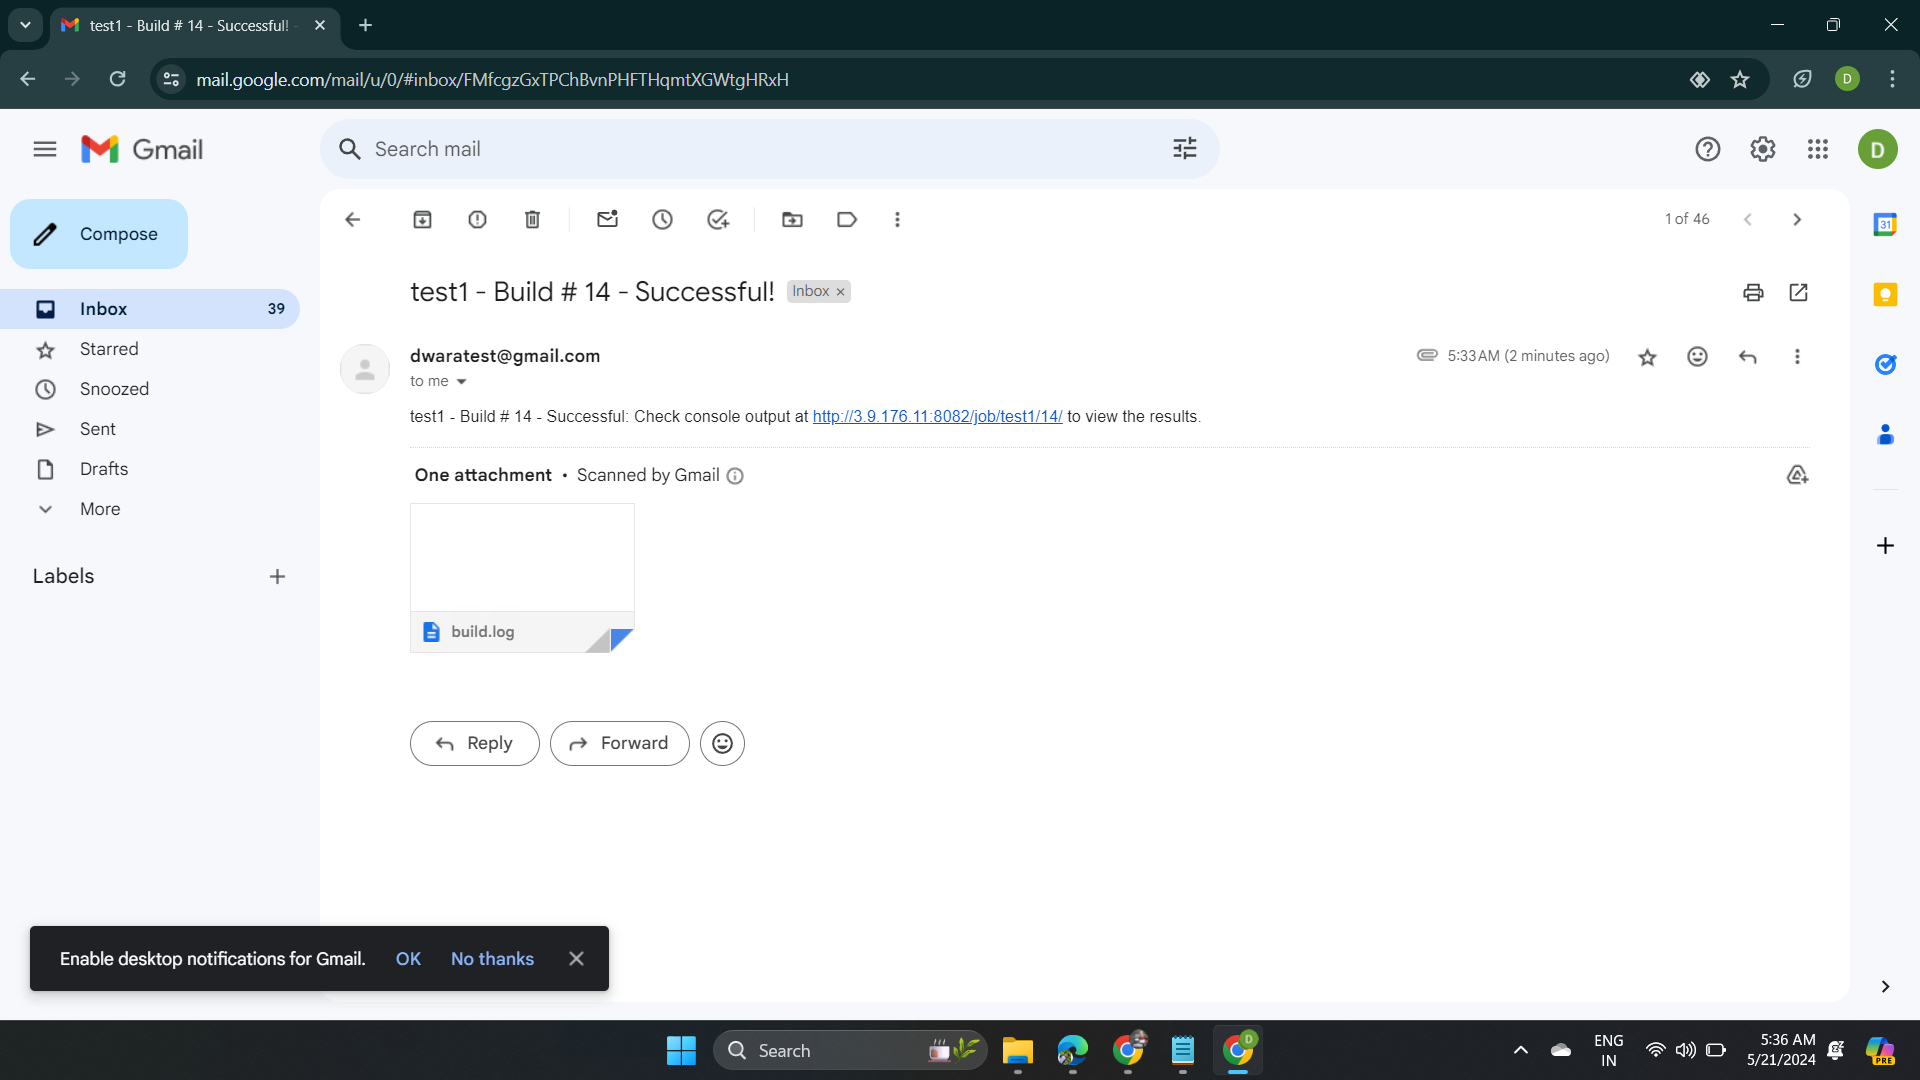 test1 - Build # 14 - Successful! -
mail.google.com/mail/u/0/#inbox/FMfcgzGxTPChBvnPHFTHqmtXGWtgHRxH
D
Gmail
Search mail
D
Compose
1 of 46
31
test1 - Build # 14 - Successful! Inbox ×
Inbox 39
Starred
Snoozed
Sent
Drafts
More
Labels
dwaratest@gmail.com
5:33 AM (2 minutes ago)
to me
test1 - Build # 14 - Successful: Check console output at http://3.9.176.11:8082/job/test1/14/ to view the results.
One attachment • Scanned by Gmail
build.log
Reply
Forward
Enable desktop notifications for Gmail. OK No thanks
Search
D
ENG
IN
5:36 AM
5/21/2024
PRE